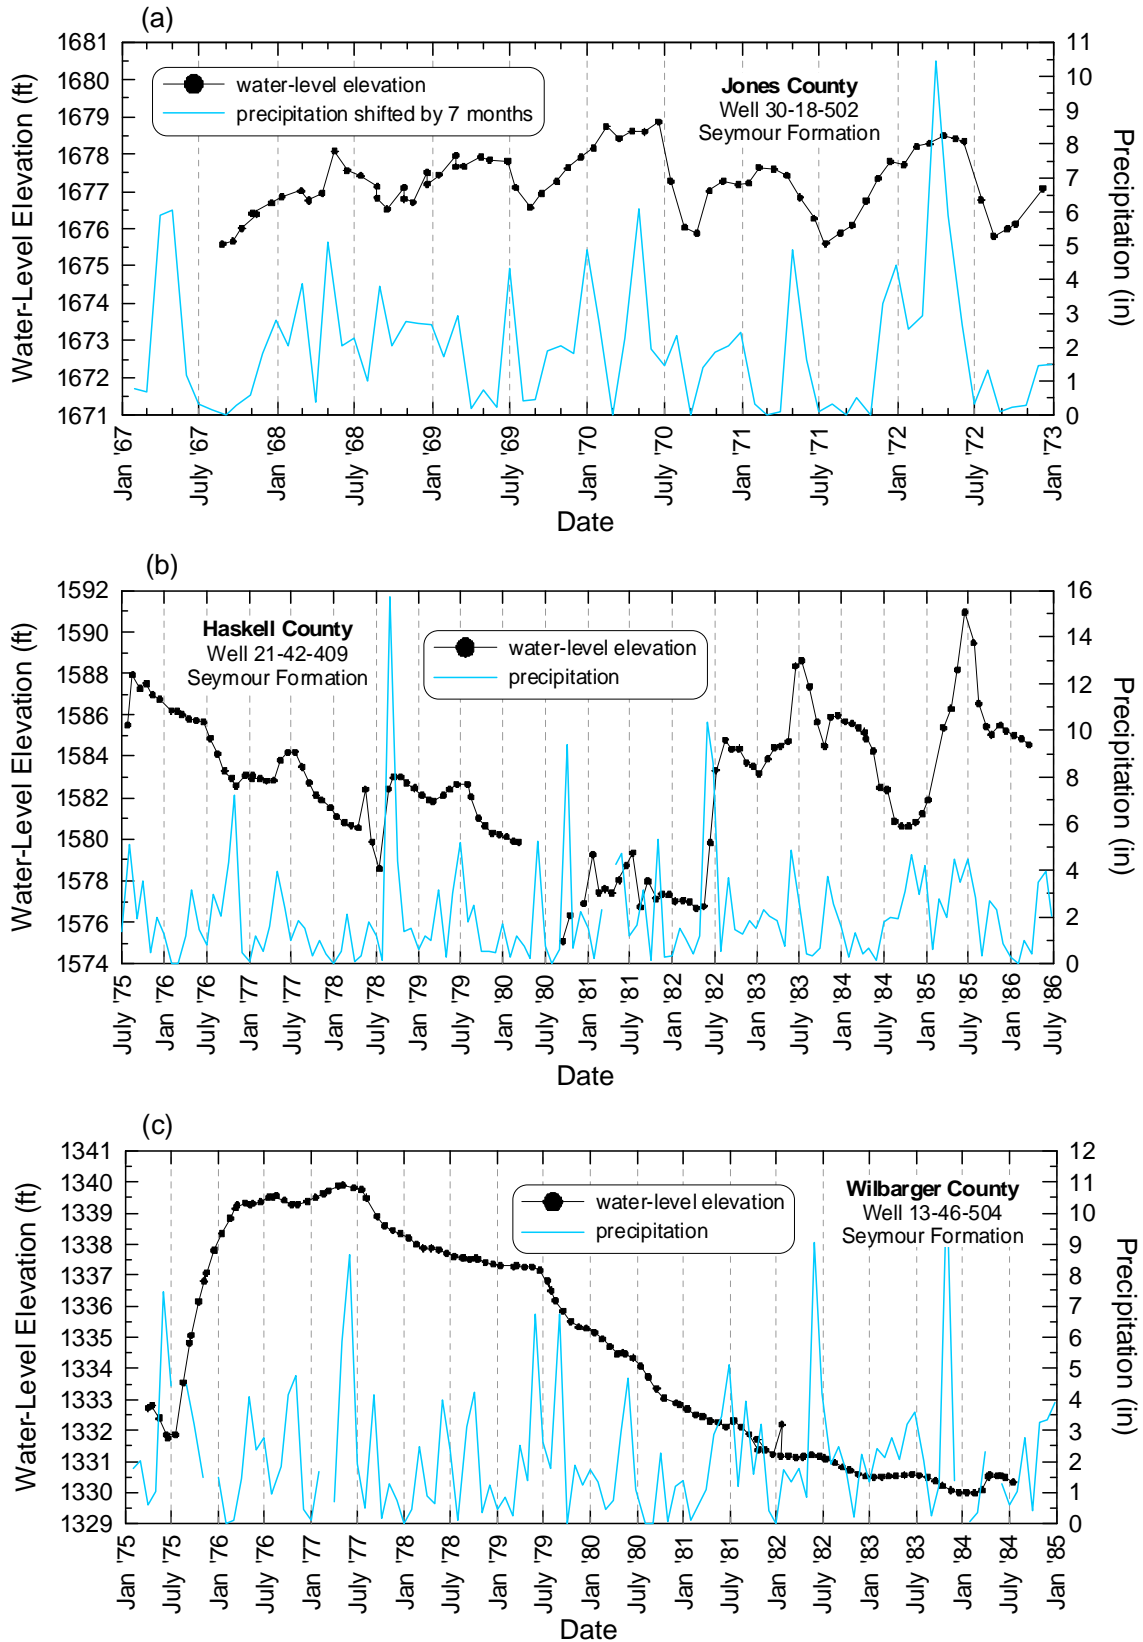 (a)
Water-Level Elevation (ft)
1681
1680
1679
1678
1677
1676
1675
1674
1673
1672
1671
water-level elevation
precipitation shifted by 7 months
Jones County
Well 30-18-502
Seymour Formation
11
10
9
8
7
6
5
4
3
2
1
0
Precipitation (in)
Jan '67
July '67
Jan '68
July '68
Jan '69
July '69
Jan '70
July '70
Jan '71
July '71
Jan '72
July '72
Jan '73
Date
(b)
Water-Level Elevation (ft)
1592
1590
1588
1586
1584
1582
1580
1578
1576
1574
Haskell County
Well 21-42-409
Seymour Formation
water-level elevation
precipitation
16
14
12
10
8
6
4
2
0
Precipitation (in)
July '75
Jan '76
July '76
Jan '77
July '77
Jan '78
July '78
Jan '79
July '79
Jan '80
July '80
Jan '81
July '81
Jan '82
July '82
Jan '83
July '83
Jan '84
July '84
Jan '85
July '85
Jan '86
July '86
Date
(c)
Water-Level Elevation (ft)
1341
1340
1339
1338
1337
1336
1335
1334
1333
1332
1331
1330
1329
water-level elevation
precipitation
Wilbarger County
Well 13-46-504
Seymour Formation
12
11
10
9
8
7
6
5
4
3
2
1
0
Precipitation (in)
Jan '75
July '75
Jan '76
July '76
Jan '77
July '77
Jan '78
July '78
Jan '79
July '79
Jan '80
July '80
Jan '81
July '81
Jan '82
July '82
Jan '83
July '83
Jan '84
July '84
Jan '85
Date